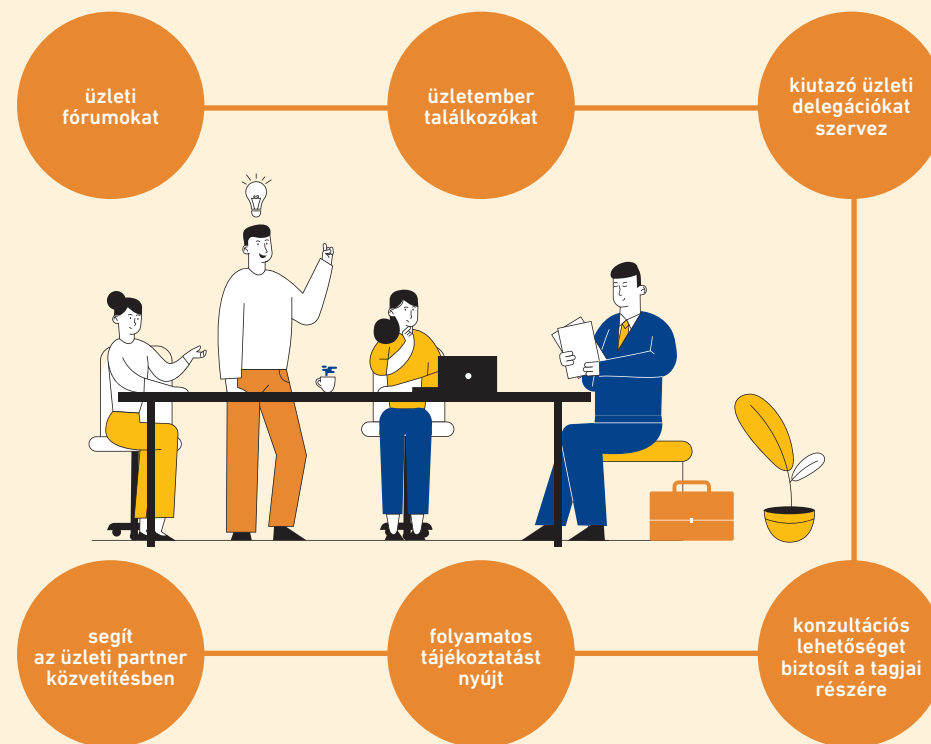 üzleti
fórumokat
üzletember
találkozókat
kiutazó üzleti
delegációkat
szervez
segít
az üzleti partner
közvetítésben
folyamatos
tájékoztatást
nyújt
konzultációs
lehetőséget
biztosít a tagjai
részére